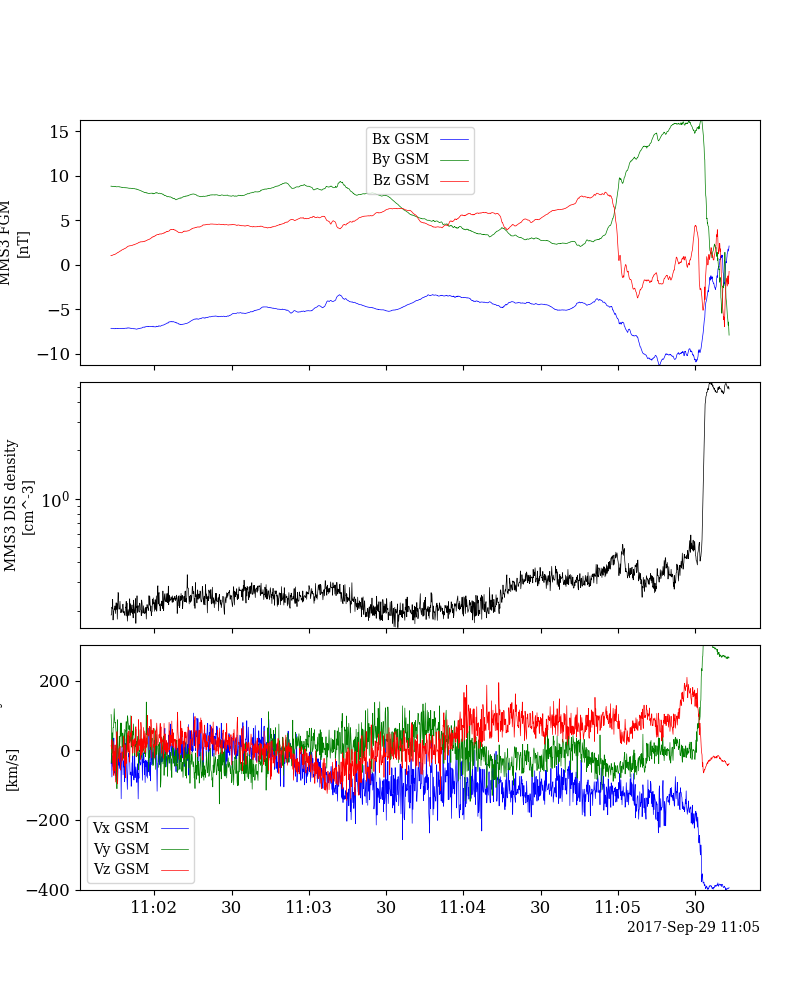 15
10
5
0
−5
−10
MMS3 FGM
[nT]
Bx GSM
By GSM
Bz GSM
10^0
MMS3 DIS density
[cm^-3]
200
0
−200
−400
[km/s]
Vx GSM
Vy GSM
Vz GSM
11:02 30 11:03 30 11:04 30 11:05 30
2017-Sep-29 11:05